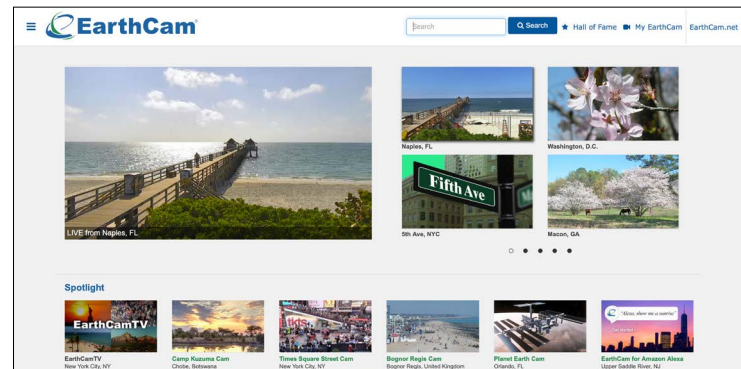 EarthCam
Search
Search
Hall of Fame
My EarthCam
EarthCam.net
LIVE from Naples, FL
Naples, FL
Washington, D.C.
Fifth Ave
5th Ave, NYC
Macon, GA
Spotlight
EarthCamTV
tkts
"Alexa, show me a sunrise"
EarthCamTV
New York City, NY
Camp Kuzuma Cam
Chobe, Botswana
Times Square Street Cam
New York City, NY
Bognor Regis Cam
Bognor Regis, United Kingdom
Planet Earth Cam
Orlando, FL
EarthCam for Amazon Alexa
Upper Saddle River, NJ